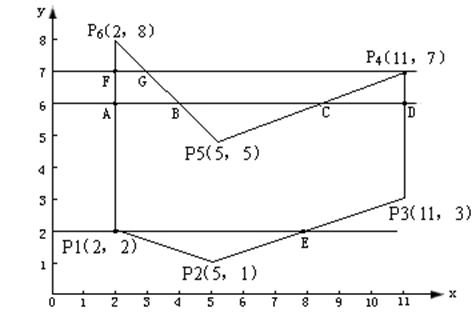 y
P6(2, 8)
8
P4(11, 7)
7
F G
6
A B C D
5
P5(5, 5)
4
3
P3(11, 3)
2
P1(2, 2) E
1
P2(5, 1)
0 1 2 3 4 5 6 7 8 9 10 11 x